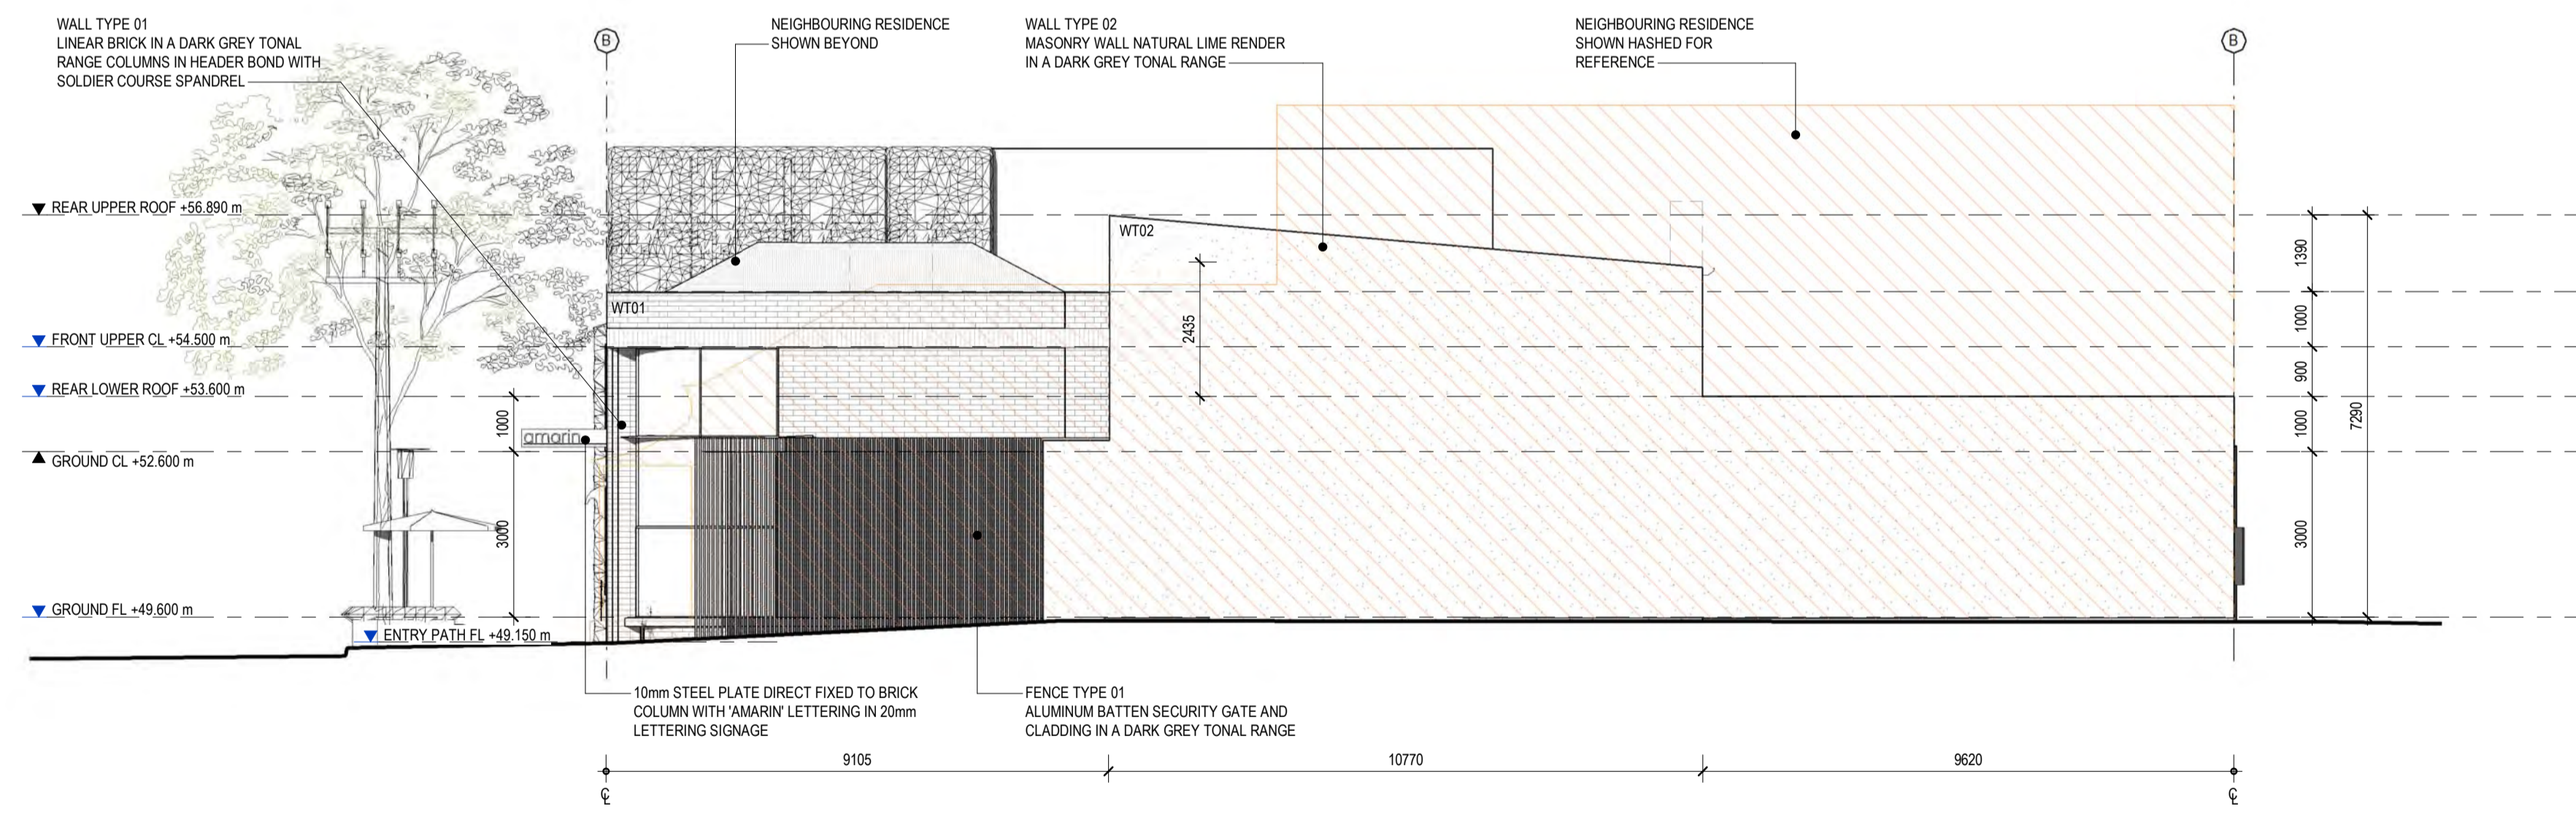 WALL TYPE 01
LINEAR BRICK IN A DARK GREY TONAL
RANGE COLUMNS IN HEADER BOND WITH
SOLDIER COURSE SPANDREL
NEIGHBOURING RESIDENCE
SHOWN BEYOND
WALL TYPE 02
MASONRY WALL NATURAL LIME RENDER
IN A DARK GREY TONAL RANGE
NEIGHBOURING RESIDENCE
SHOWN HASHED FOR
REFERENCE
B
B
REAR UPPER ROOF +56.890 m
FRONT UPPER CL +54.500 m
REAR LOWER ROOF +53.600 m
GROUND CL +52.600 m
GROUND FL +49.600 m
ENTRY PATH FL +49.150 m
WT01
WT02
amarin
1000
3000
2435
1390
1000
900
1000
3000
7290
10mm STEEL PLATE DIRECT FIXED TO BRICK
COLUMN WITH 'AMARIN' LETTERING IN 20mm
LETTERING SIGNAGE
FENCE TYPE 01
ALUMINUM BATTEN SECURITY GATE AND
CLADDING IN A DARK GREY TONAL RANGE
9105
10770
9620
℄
℄